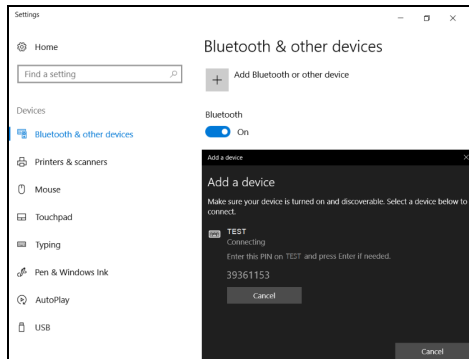 Settings
Home
Find a setting
Devices
Bluetooth & other devices
Printers & scanners
Mouse
Touchpad
Typing
Pen & Windows Ink
AutoPlay
USB
Bluetooth & other devices
Add Bluetooth or other device
Bluetooth
On
Add a device
Add a device
Make sure your device is turned on and discoverable. Select a device below to
connect.
TEST
Connecting
Enter this PIN on TEST and press Enter if needed.
39361153
Cancel
Cancel